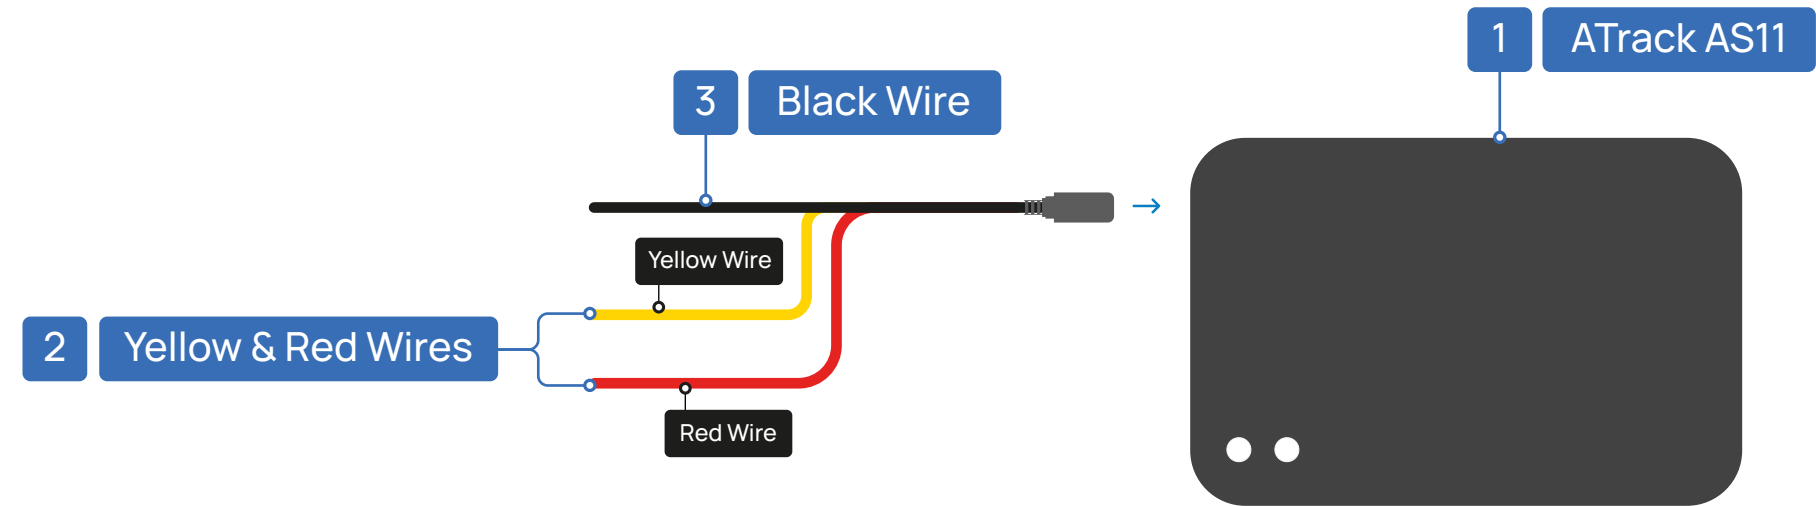 1 ATrack AS11
3 Black Wire
Yellow Wire
2 Yellow & Red Wires
Red Wire